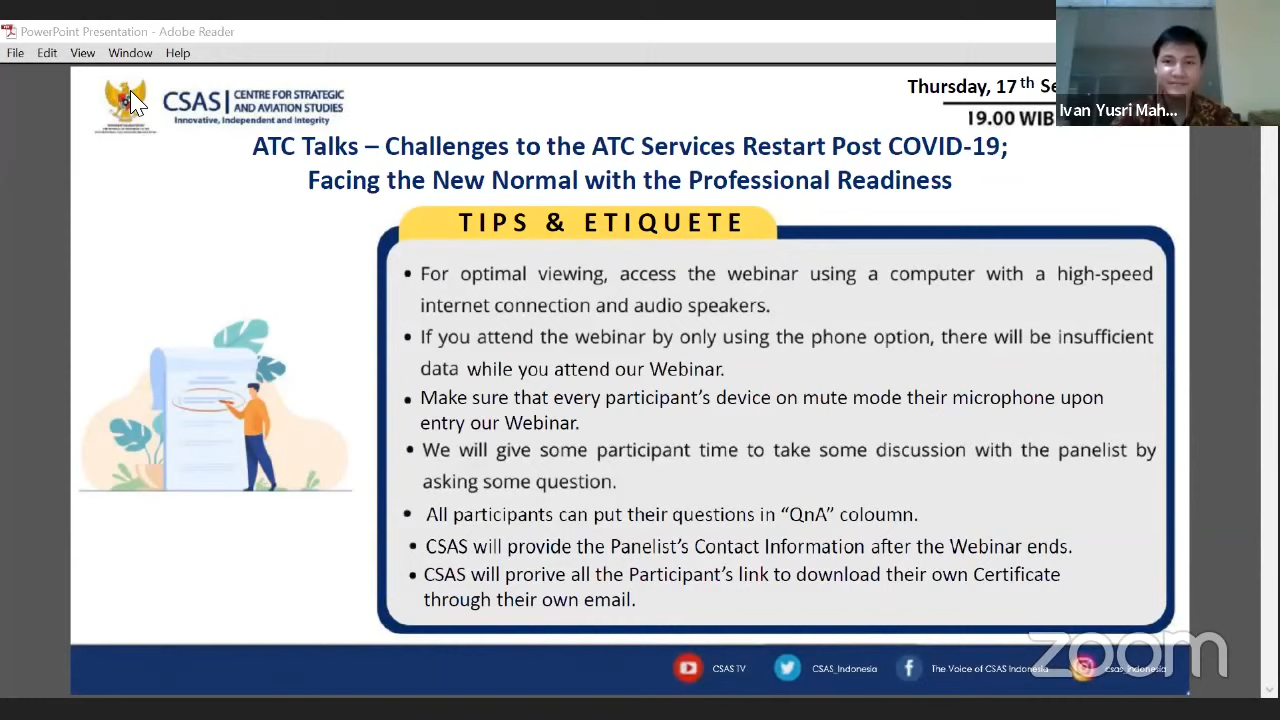 PowerPoint Presentation - Adobe Reader
File Edit View Window Help
CSAS CENTRE FOR STRATEGIC
AND AVIATION STUDIES
Innovative, Independent and Integrity
Thursday, 17th Se
19.00 WIB
Ivan Yusri Mah...
ATC Talks – Challenges to the ATC Services Restart Post COVID-19;
Facing the New Normal with the Professional Readiness
TIPS & ETIQUETE
• For optimal viewing, access the webinar using a computer with a high-speed
internet connection and audio speakers.
• If you attend the webinar by only using the phone option, there will be insufficient
data while you attend our Webinar.
• Make sure that every participant's device on mute mode their microphone upon
entry our Webinar.
• We will give some participant time to take some discussion with the panelist by
asking some question.
• All participants can put their questions in “QnA” coloumn.
• CSAS will provide the Panelist's Contact Information after the Webinar ends.
• CSAS will prorive all the Participant's link to download their own Certificate
through their own email.
CSAS TV CSAS_Indonesia The Voice of CSAS Indonesia csas_indonesia
zoom